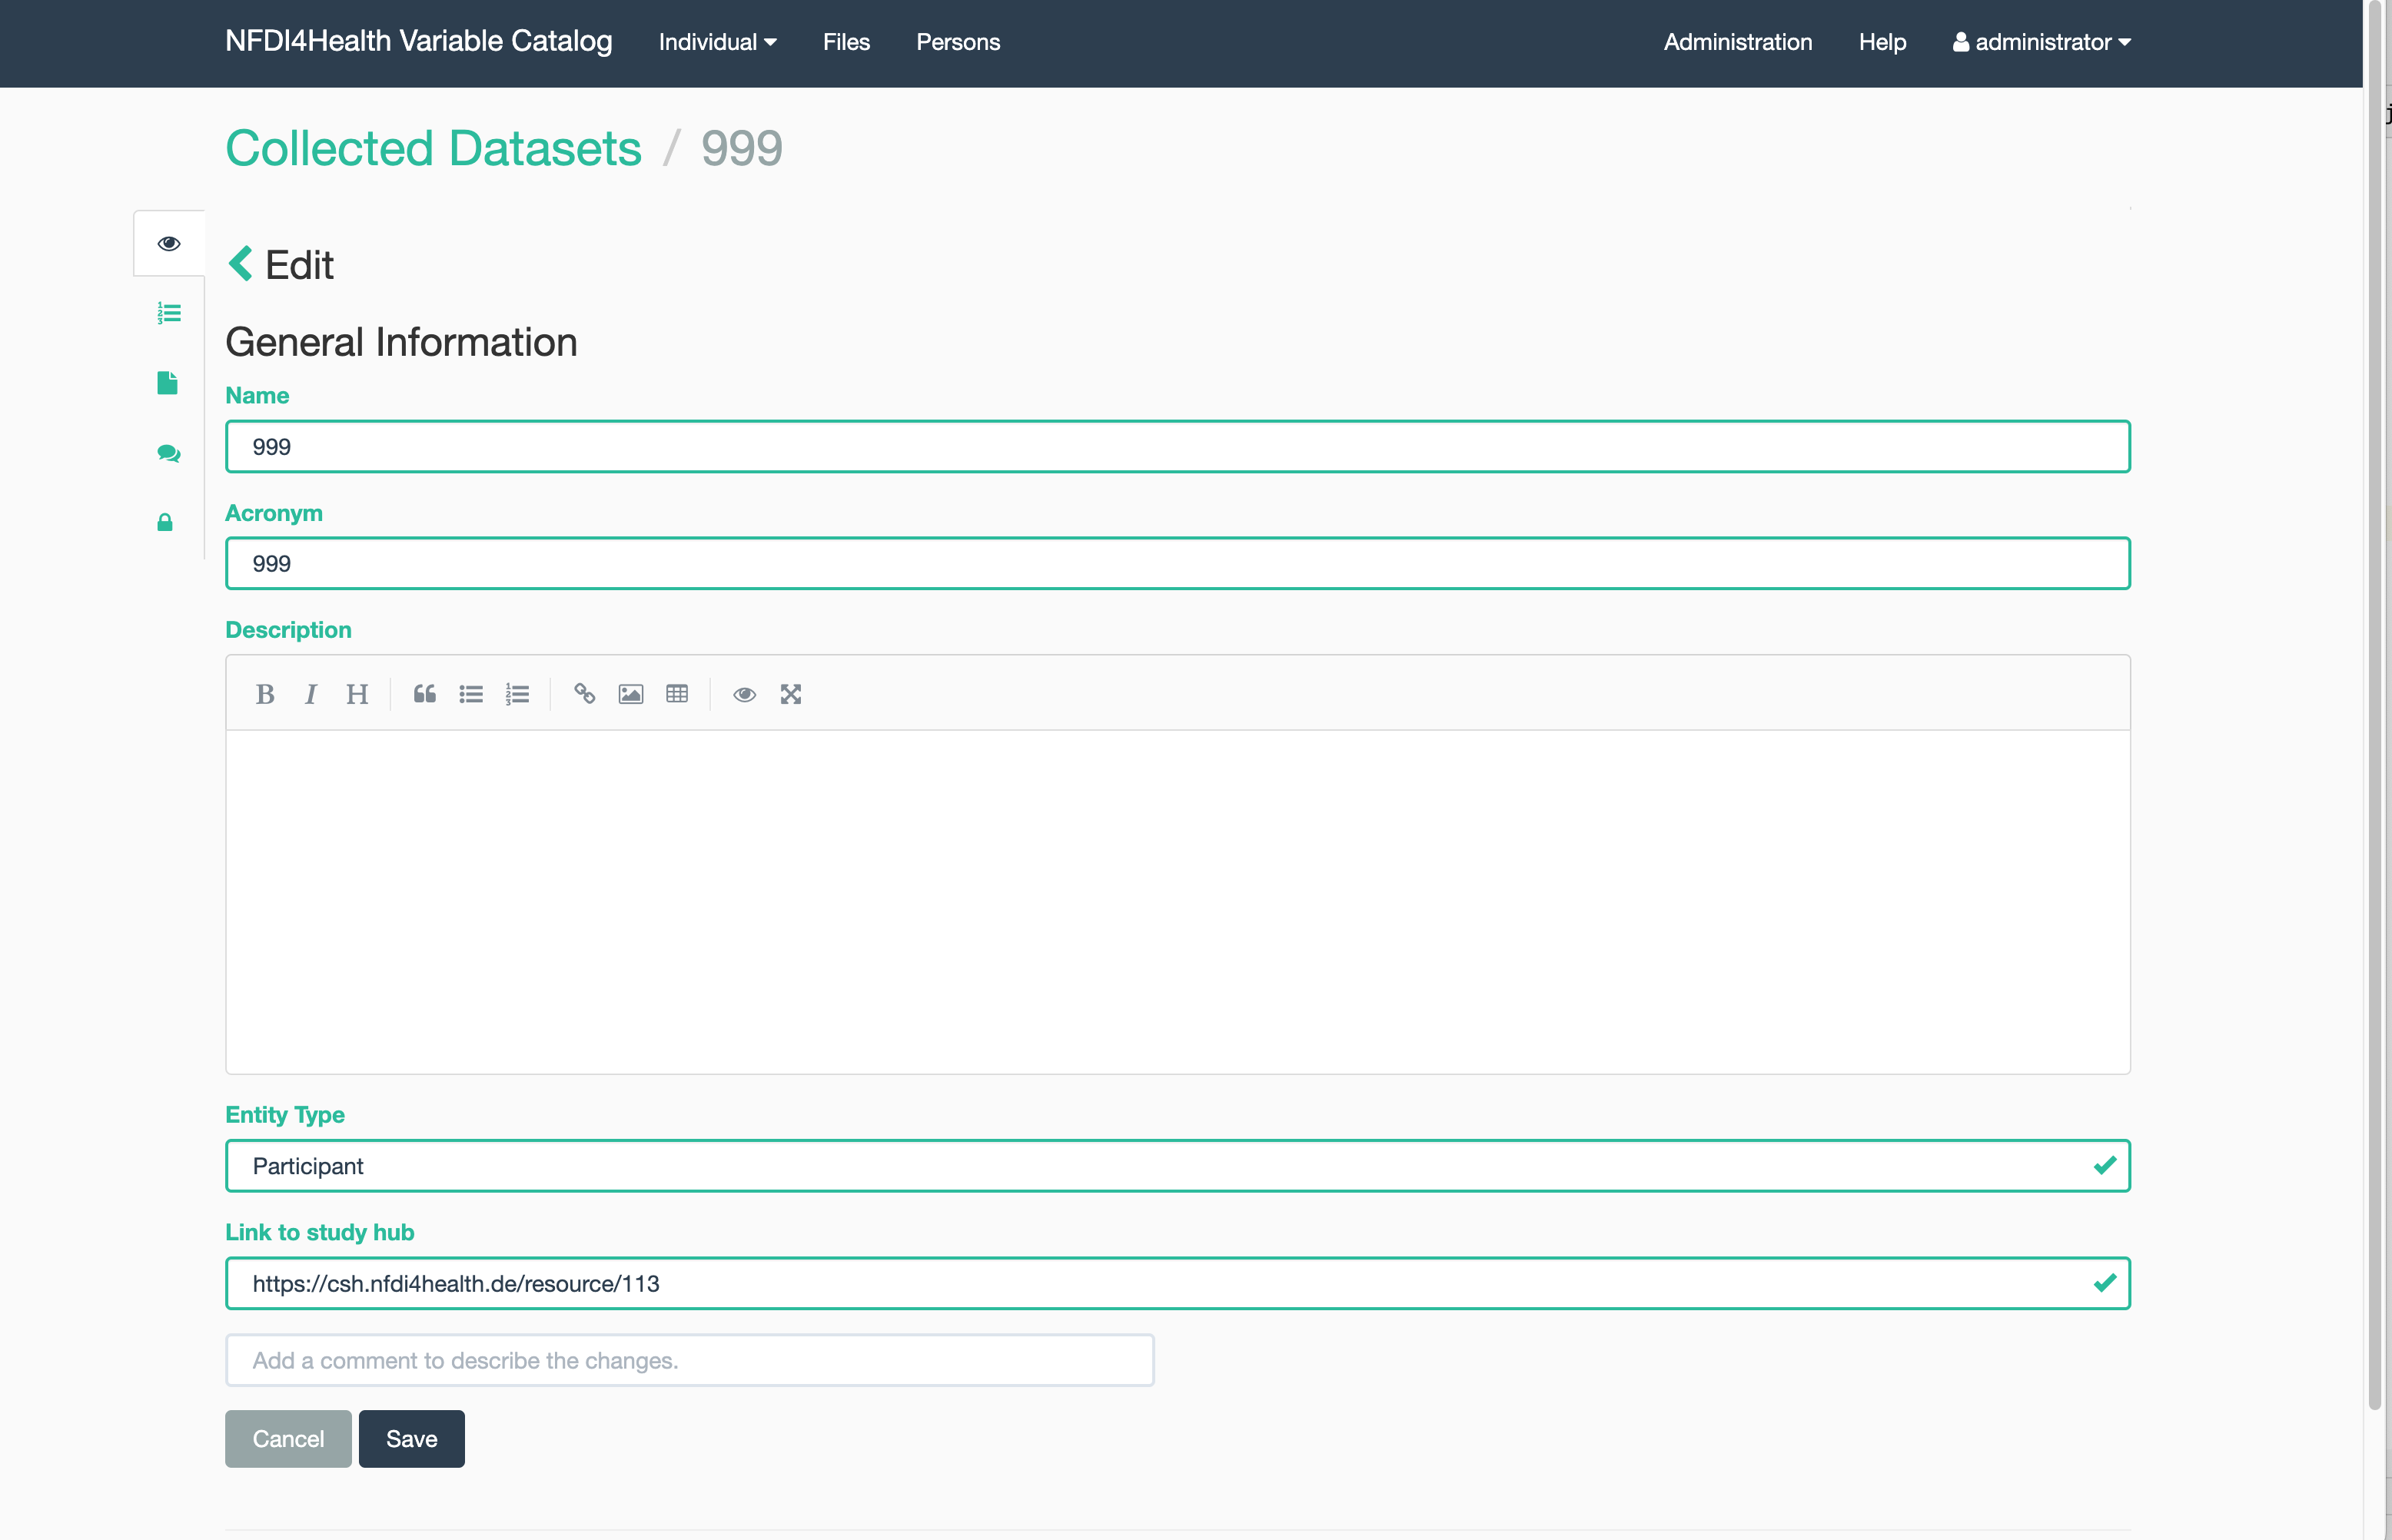 NFDI4Health Variable Catalog Individual Files Persons Administration Help administrator
Collected Datasets / 999
Edit
General Information
Name
999
Acronym
999
Description
B I H
Entity Type
Participant
Link to study hub
https://csh.nfdi4health.de/resource/113
Add a comment to describe the changes.
Cancel Save